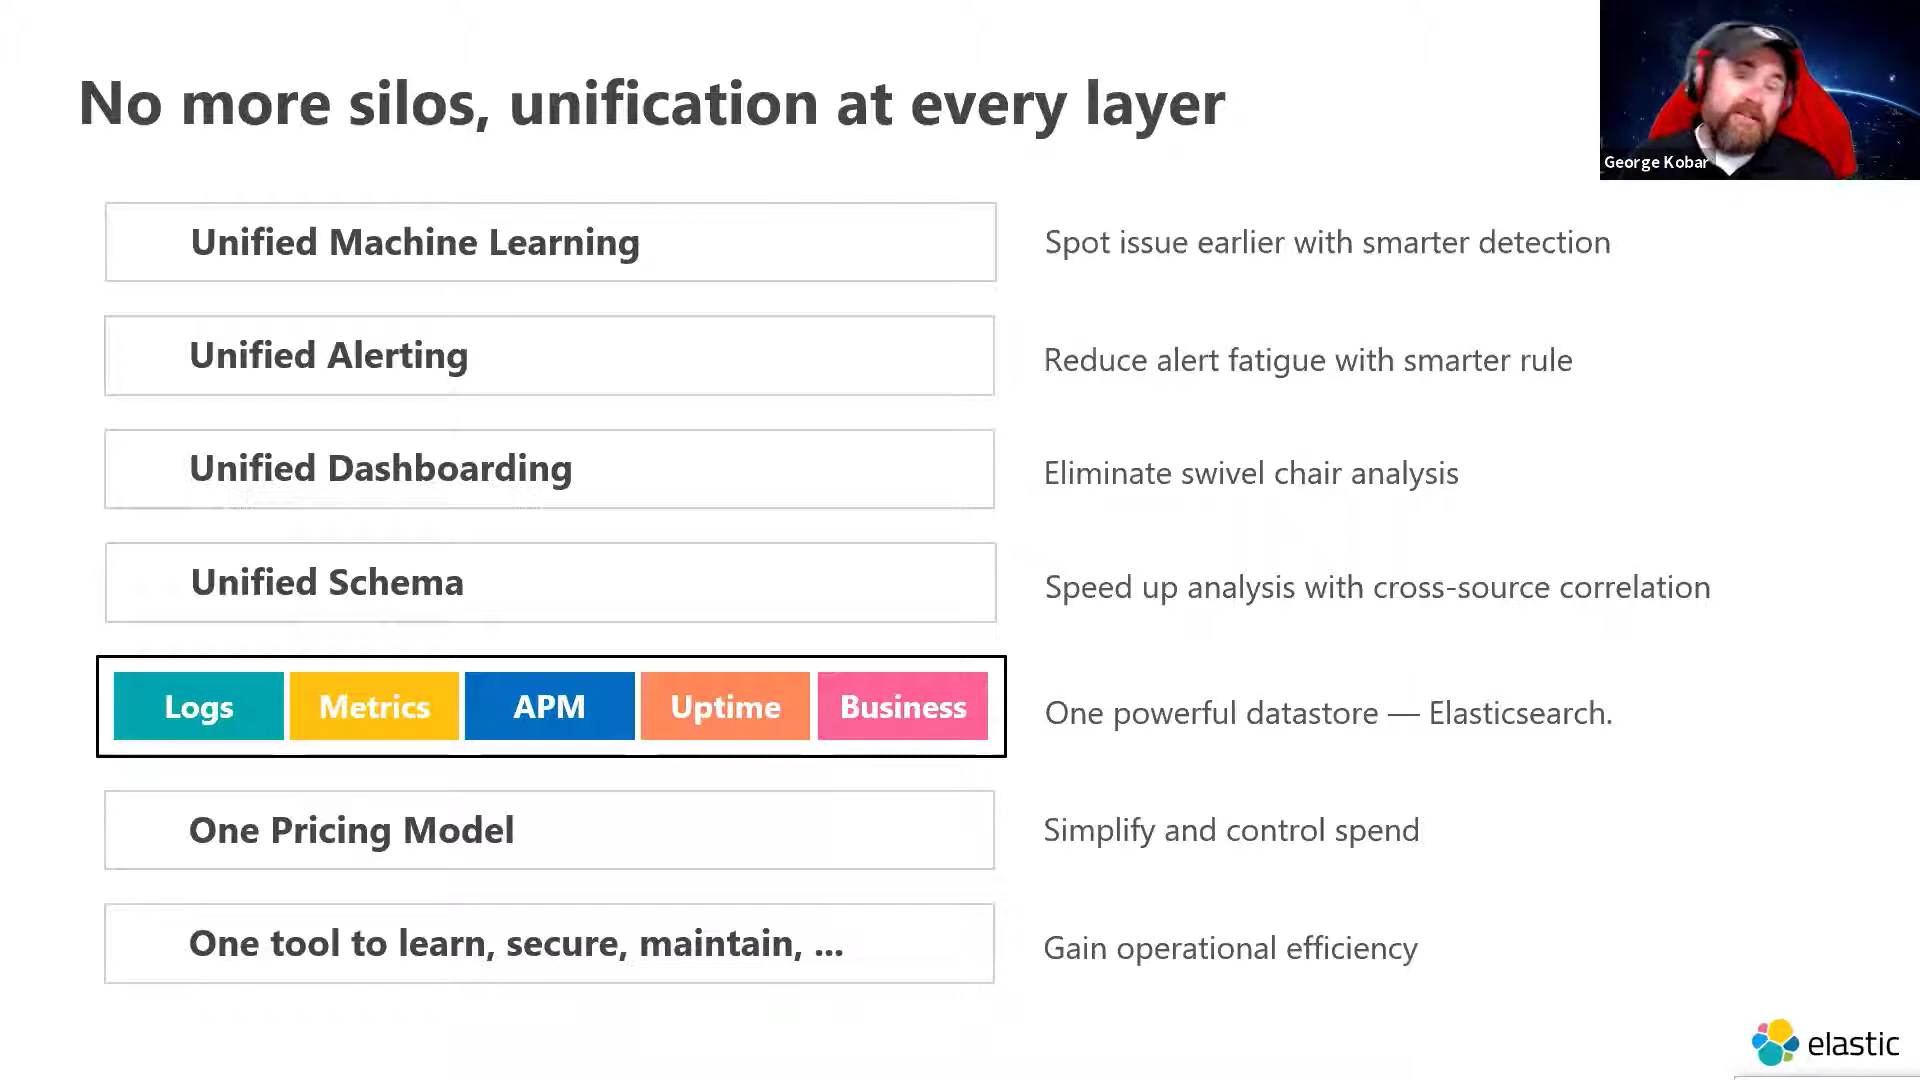 No more silos, unification at every layer
George Kobar
Unified Machine Learning
Spot issue earlier with smarter detection
Unified Alerting
Reduce alert fatigue with smarter rule
Unified Dashboarding
Eliminate swivel chair analysis
Unified Schema
Speed up analysis with cross-source correlation
Logs Metrics APM Uptime Business
One powerful datastore — Elasticsearch.
One Pricing Model
Simplify and control spend
One tool to learn, secure, maintain, ...
Gain operational efficiency
elastic